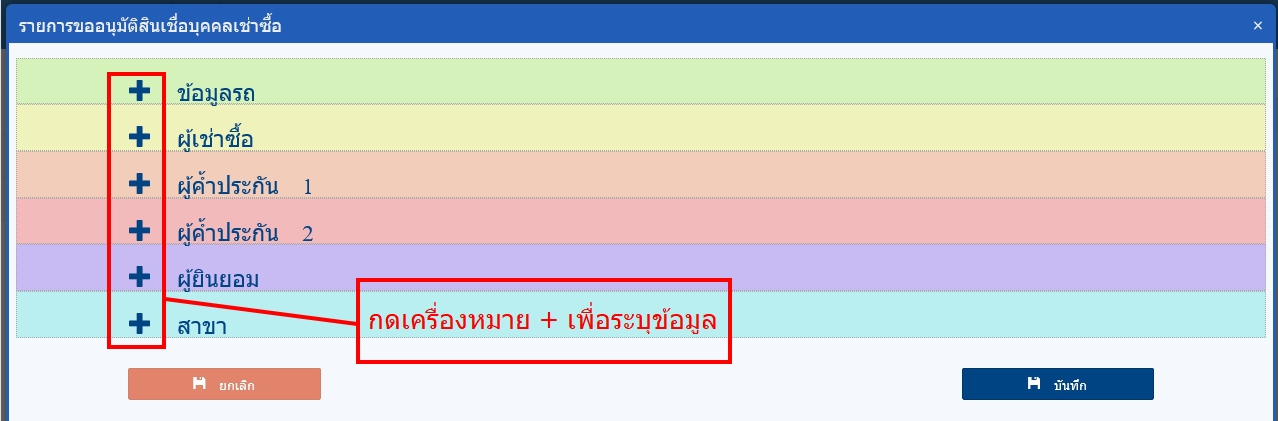 รายการขออนุมัติสินเชื่อบุคคลเช่าซื้อ ×
+ ข้อมูลรถ
+ ผู้เช่าซื้อ
+ ผู้ค้ำประกัน 1
+ ผู้ค้ำประกัน 2
+ ผู้ยินยอม
+ สาขา
กดเครื่องหมาย + เพื่อระบุข้อมูล
ยกเลิก บันทึก